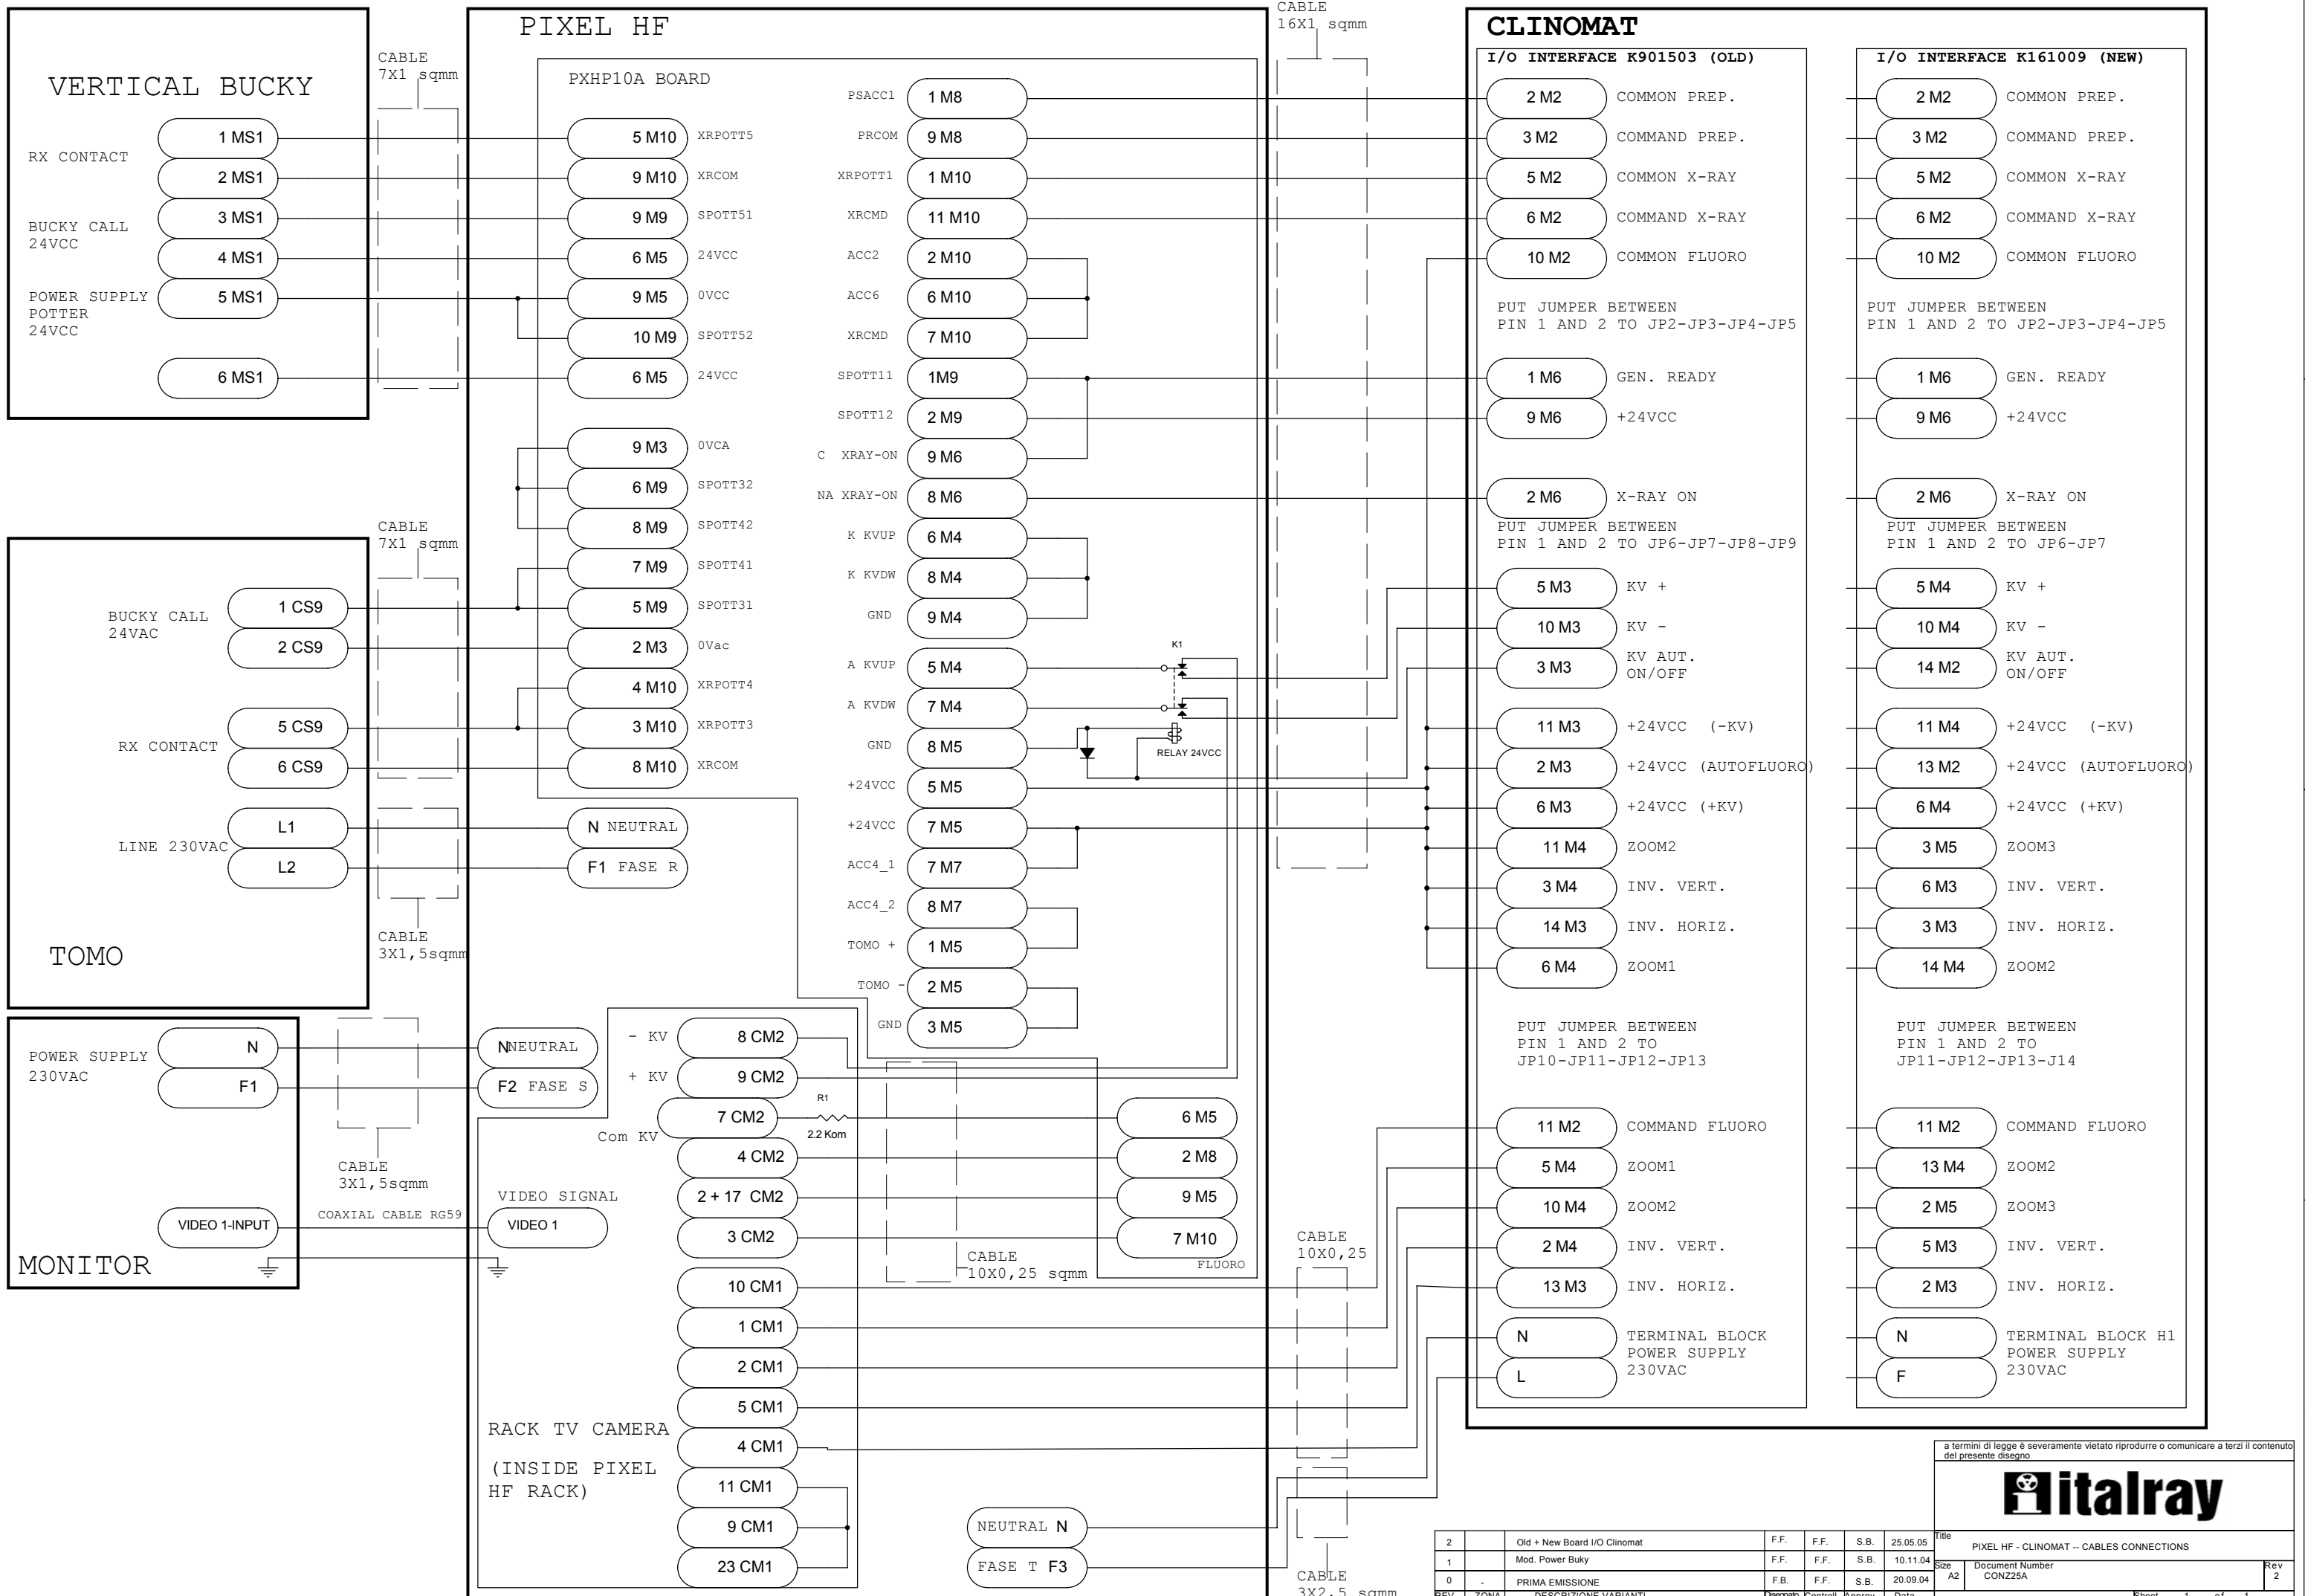 VERTICAL BUCKY
RX CONTACT
BUCKY CALL
24VCC
POWER SUPPLY
POTTER
24VCC
1 MS1
2 MS1
3 MS1
4 MS1
5 MS1
6 MS1
CABLE
7X1 sqmm
TOMO
BUCKY CALL
24VAC
1 CS9
2 CS9
RX CONTACT
5 CS9
6 CS9
LINE 230VAC
L1
L2
CABLE
7X1 sqmm
CABLE
3X1,5sqmm
MONITOR
POWER SUPPLY
230VAC
N
F1
VIDEO 1-INPUT
CABLE
3X1,5sqmm
COAXIAL CABLE RG59
PIXEL HF
PXHP10A BOARD
5 M10 XRPOTT5
9 M10 XRCOM
9 M9 SPOTT51
6 M5 24VCC
9 M5 0VCC
10 M9 SPOTT52
6 M5 24VCC
9 M3 0VCA
6 M9 SPOTT32
8 M9 SPOTT42
7 M9 SPOTT41
5 M9 SPOTT31
2 M3 0Vac
4 M10 XRPOTT4
3 M10 XRPOTT3
8 M10 XRCOM
N NEUTRAL
F1 FASE R
N NEUTRAL
F2 FASE S
VIDEO SIGNAL
VIDEO 1
PSACC1 1 M8
PRCOM 9 M8
XRPOTT1 1 M10
XRCMD 11 M10
ACC2 2 M10
ACC6 6 M10
XRCMD 7 M10
SPOTT11 1M9
SPOTT12 2 M9
C XRAY-ON 9 M6
NA XRAY-ON 8 M6
K KVUP 6 M4
K KVDW 8 M4
GND 9 M4
A KVUP 5 M4
A KVDW 7 M4
GND 8 M5
+24VCC 5 M5
+24VCC 7 M5
ACC4_1 7 M7
ACC4_2 8 M7
TOMO + 1 M5
TOMO - 2 M5
GND 3 M5
K1
RELAY 24VCC
- KV 8 CM2
+ KV 9 CM2
Com KV 7 CM2
R1
2.2 Kom
4 CM2
2 + 17 CM2
3 CM2
6 M5
2 M8
9 M5
7 M10
FLUORO
CABLE
10X0,25 sqmm
10 CM1
1 CM1
2 CM1
5 CM1
4 CM1
11 CM1
9 CM1
23 CM1
RACK TV CAMERA
(INSIDE PIXEL
HF RACK)
NEUTRAL N
FASE T F3
CABLE
16X1 sqmm
CABLE
10X0,25
CABLE
3X2,5 sqmm
CLINOMAT
I/O INTERFACE K901503 (OLD)
2 M2 COMMON PREP.
3 M2 COMMAND PREP.
5 M2 COMMON X-RAY
6 M2 COMMAND X-RAY
10 M2 COMMON FLUORO
PUT JUMPER BETWEEN
PIN 1 AND 2 TO JP2-JP3-JP4-JP5
1 M6 GEN. READY
9 M6 +24VCC
2 M6 X-RAY ON
PUT JUMPER BETWEEN
PIN 1 AND 2 TO JP6-JP7-JP8-JP9
5 M3 KV +
10 M3 KV -
3 M3 KV AUT.
ON/OFF
11 M3 +24VCC (-KV)
2 M3 +24VCC (AUTOFLUORO)
6 M3 +24VCC (+KV)
11 M4 ZOOM2
3 M4 INV. VERT.
14 M3 INV. HORIZ.
6 M4 ZOOM1
PUT JUMPER BETWEEN
PIN 1 AND 2 TO
JP10-JP11-JP12-JP13
11 M2 COMMAND FLUORO
5 M4 ZOOM1
10 M4 ZOOM2
2 M4 INV. VERT.
13 M3 INV. HORIZ.
N TERMINAL BLOCK
POWER SUPPLY
L 230VAC
I/O INTERFACE K161009 (NEW)
2 M2 COMMON PREP.
3 M2 COMMAND PREP.
5 M2 COMMON X-RAY
6 M2 COMMAND X-RAY
10 M2 COMMON FLUORO
PUT JUMPER BETWEEN
PIN 1 AND 2 TO JP2-JP3-JP4-JP5
1 M6 GEN. READY
9 M6 +24VCC
2 M6 X-RAY ON
PUT JUMPER BETWEEN
PIN 1 AND 2 TO JP6-JP7
5 M4 KV +
10 M4 KV -
14 M2 KV AUT.
ON/OFF
11 M4 +24VCC (-KV)
13 M2 +24VCC (AUTOFLUORO)
6 M4 +24VCC (+KV)
3 M5 ZOOM3
6 M3 INV. VERT.
3 M3 INV. HORIZ.
14 M4 ZOOM2
PUT JUMPER BETWEEN
PIN 1 AND 2 TO
JP11-JP12-JP13-J14
11 M2 COMMAND FLUORO
13 M4 ZOOM2
2 M5 ZOOM3
5 M3 INV. VERT.
2 M3 INV. HORIZ.
N TERMINAL BLOCK H1
POWER SUPPLY
F 230VAC
a termini di legge è severamente vietato riprodurre o comunicare a terzi il contenuto
del presente disegno
italray
Title
PIXEL HF - CLINOMAT -- CABLES CONNECTIONS
Size Document Number Rev
A2 CONZ25A 2
Sheet 1 of 1
2 Old + New Board I/O Clinomat F.F. F.F. S.B. 25.05.05
1 Mod. Power Buky F.F. F.F. S.B. 10.11.04
0 - PRIMA EMISSIONE F.B. F.F. S.B. 20.09.04
REV. ZONA DESCRIZIONE VARIANTI Disegnato Controll. Approv. Data